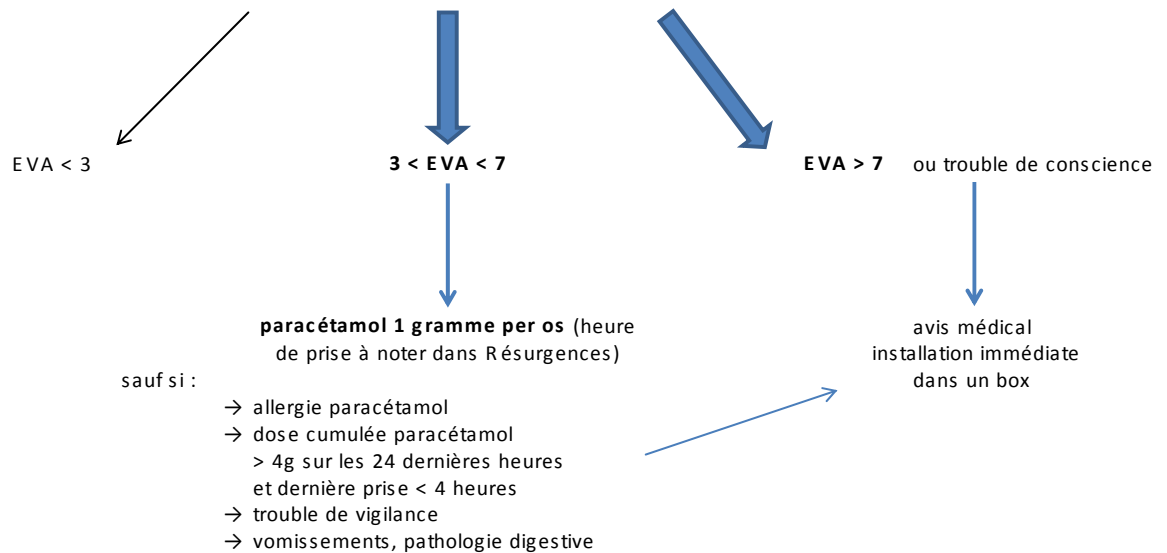 EVA < 3
3 < EVA < 7
EVA > 7 ou trouble de conscience
paracétamol 1 gramme per os (heure
de prise à noter dans Résurgences)
sauf si :
→ allergie paracétamol
→ dose cumulée paracétamol
> 4g sur les 24 dernières heures
et dernière prise < 4 heures
→ trouble de vigilance
→ vomissements, pathologie digestive
avis médical
installation immédiate
dans un box